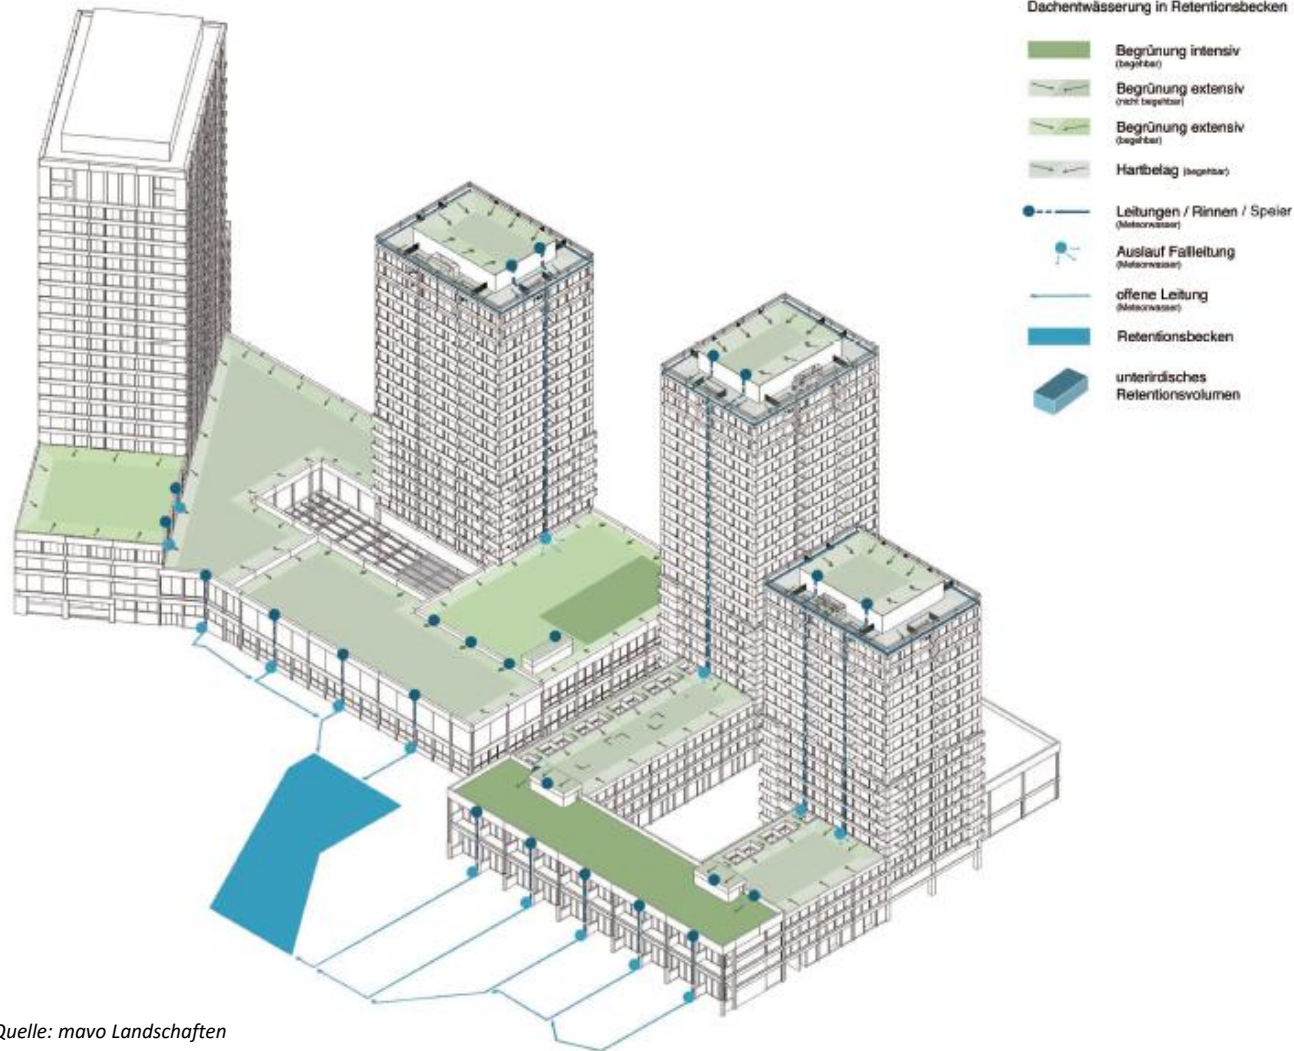 Dachentwässerung in Retentionsbecken
Begrünung intensiv
(begehbar)
Begrünung extensiv
(nicht begehbar)
Begrünung extensiv
(begehbar)
Hartbelag (begehbar)
Leitungen / Rinnen / Speier
(Meteorwasser)
Auslauf Fallleitung
(Meteorwasser)
offene Leitung
(Meteorwasser)
Retentionsbecken
unterirdisches
Retentionsvolumen
Quelle: mavo Landschaften